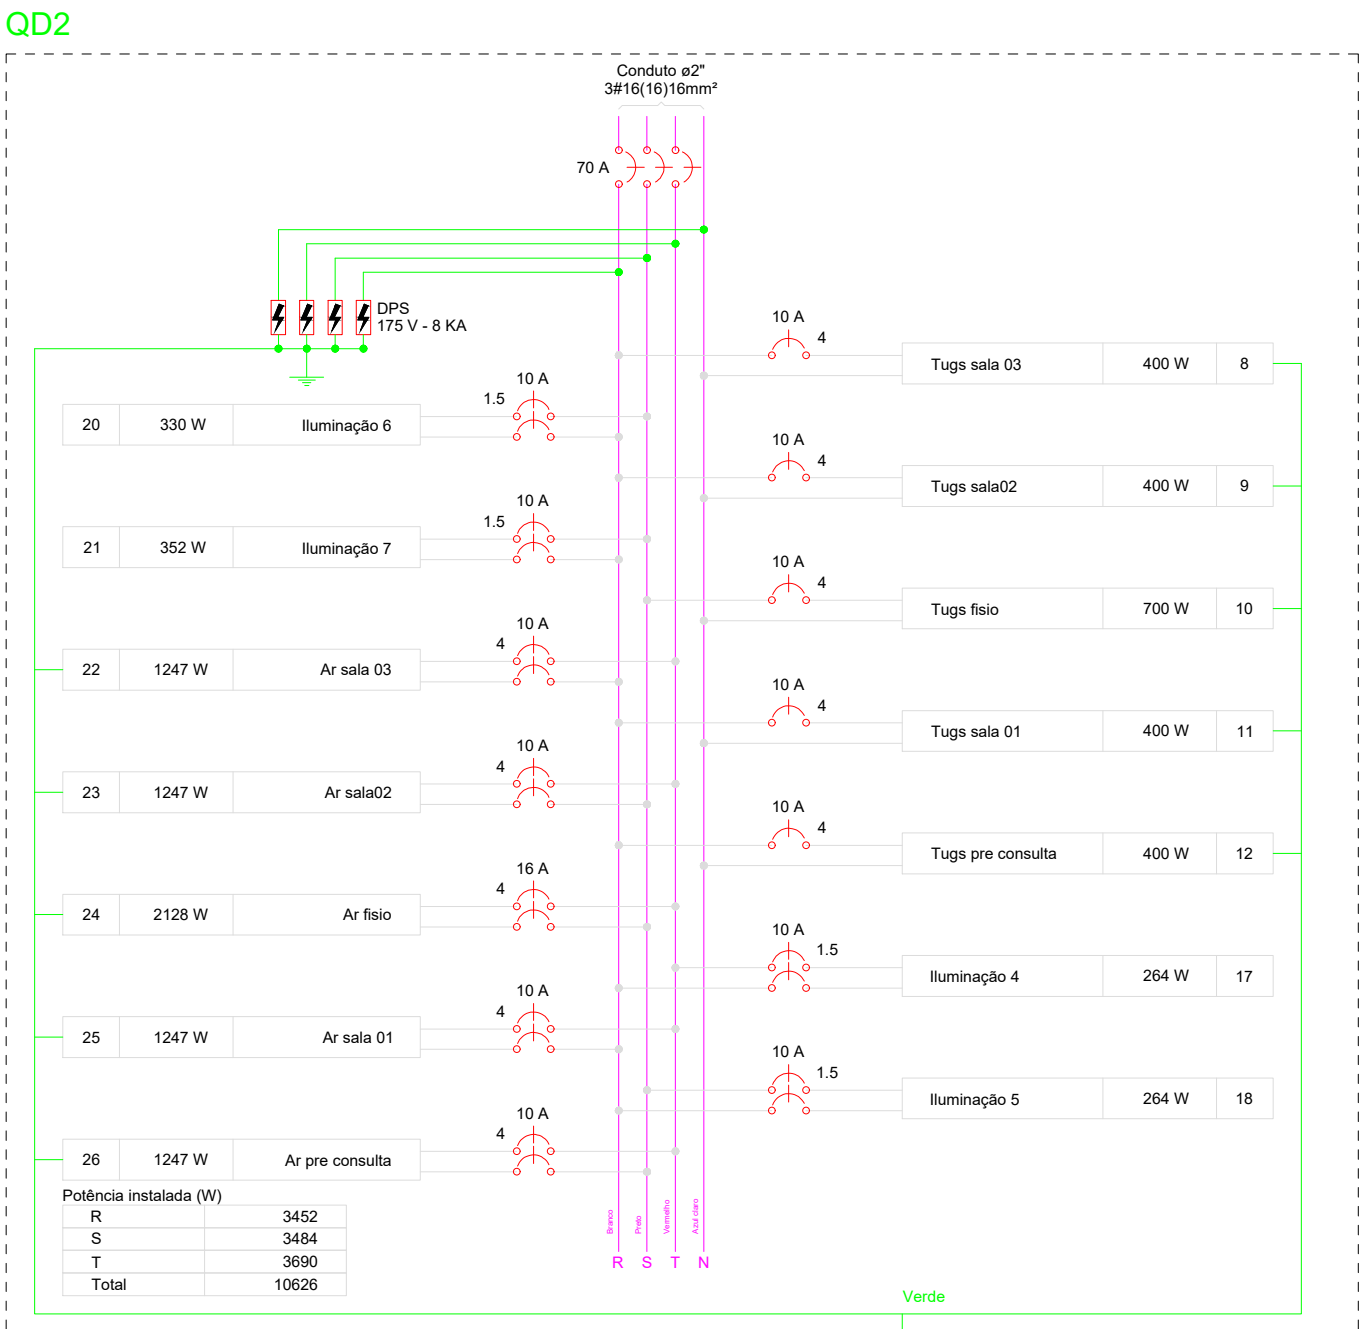 QD2
Conduto ø2"
3#16(16)16mm²
70 A
DPS
175 V - 8 KA
10 A
4
Tugs sala 03 400 W 8
10 A
1.5
20 330 W Iluminação 6
10 A
4
Tugs sala02 400 W 9
10 A
1.5
21 352 W Iluminação 7
10 A
4
Tugs fisio 700 W 10
10 A
4
22 1247 W Ar sala 03
10 A
4
Tugs sala 01 400 W 11
10 A
4
23 1247 W Ar sala02
10 A
4
Tugs pre consulta 400 W 12
16 A
4
24 2128 W Ar fisio
10 A
1.5
Iluminação 4 264 W 17
10 A
4
25 1247 W Ar sala 01
10 A
1.5
Iluminação 5 264 W 18
10 A
4
26 1247 W Ar pre consulta
Potência instalada (W)
R 3452
S 3484
T 3690
Total 10626
Branco
Preto
Vermelho
Azul claro
R S T N
Verde